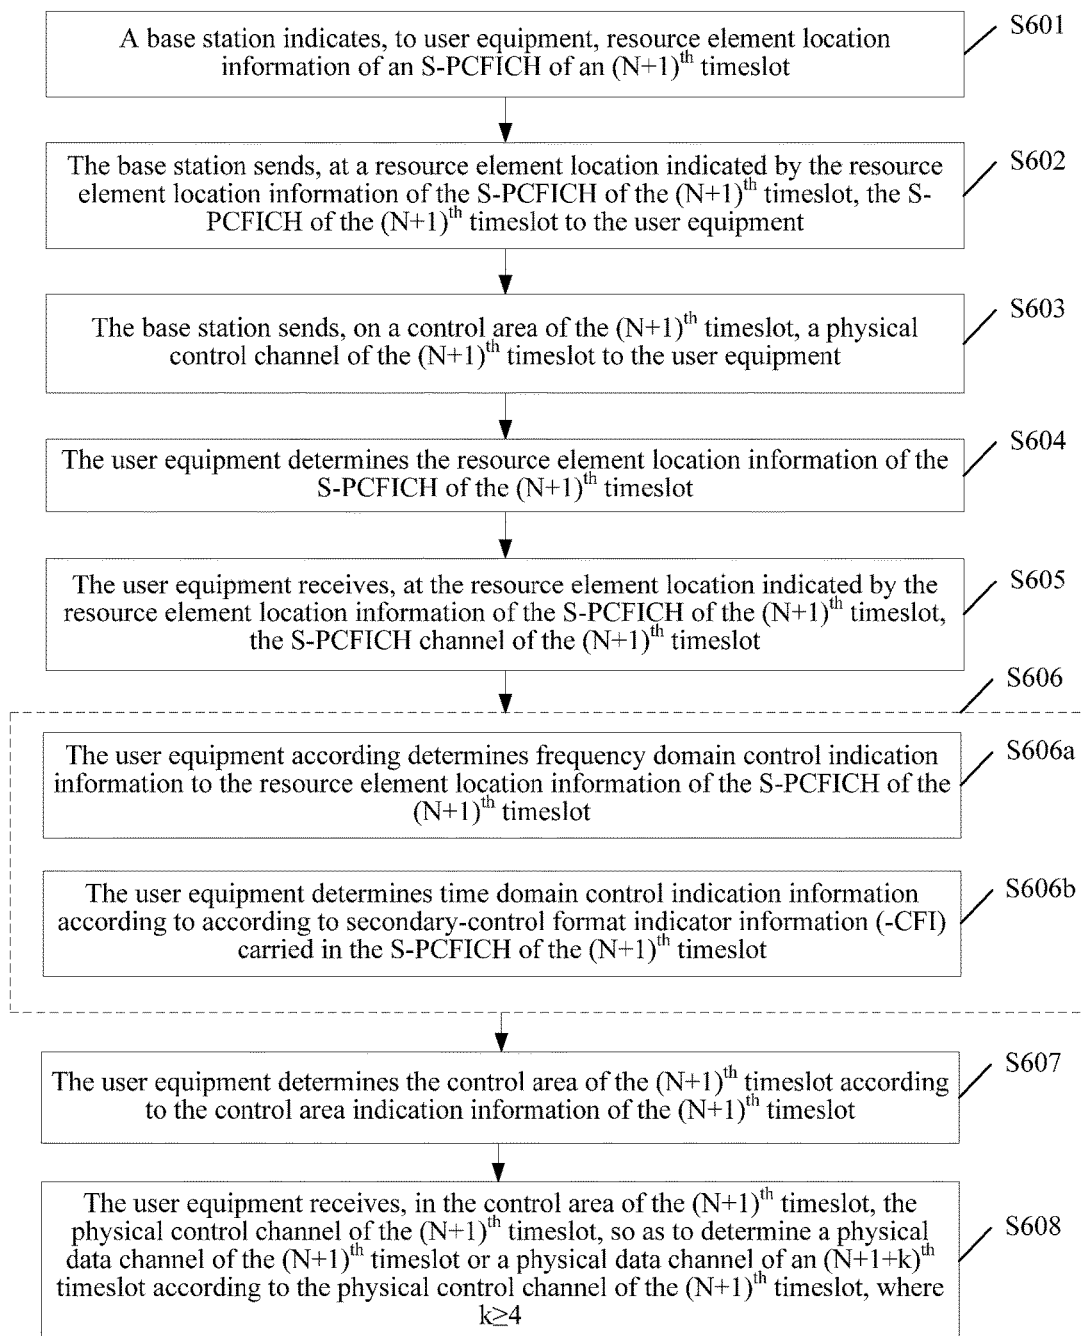 A base station indicates, to user equipment, resource element location
information of an S-PCFICH of an (N+1)th timeslot
S601
The base station sends, at a resource element location indicated by the resource
element location information of the S-PCFICH of the (N+1)th timeslot, the S-
PCFICH of the (N+1)th timeslot to the user equipment
S602
The base station sends, on a control area of the (N+1)th timeslot, a physical
control channel of the (N+1)th timeslot to the user equipment
S603
The user equipment determines the resource element location information of the
S-PCFICH of the (N+1)th timeslot
S604
The user equipment receives, at the resource element location indicated by the
resource element location information of the S-PCFICH of the (N+1)th timeslot,
the S-PCFICH channel of the (N+1)th timeslot
S605
S606
The user equipment according determines frequency domain control indication
information to the resource element location information of the S-PCFICH of the
(N+1)th timeslot
S606a
The user equipment determines time domain control indication information
according to according to secondary-control format indicator information (-CFI)
carried in the S-PCFICH of the (N+1)th timeslot
S606b
The user equipment determines the control area of the (N+1)th timeslot according
to the control area indication information of the (N+1)th timeslot
S607
The user equipment receives, in the control area of the (N+1)th timeslot, the
physical control channel of the (N+1)th timeslot, so as to determine a physical
data channel of the (N+1)th timeslot or a physical data channel of an (N+1+k)th
timeslot according to the physical control channel of the (N+1)th timeslot, where
k≥4
S608